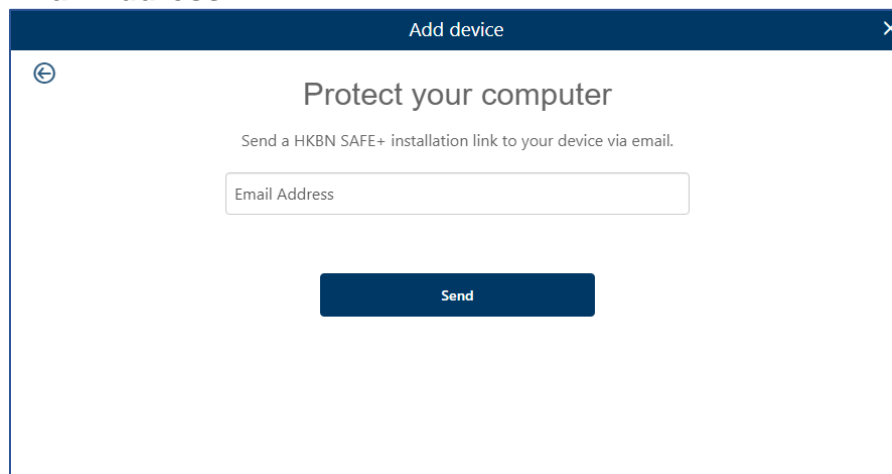 Add device
Protect your computer
Send a HKBN SAFE+ installation link to your device via email.
Email Address
Send